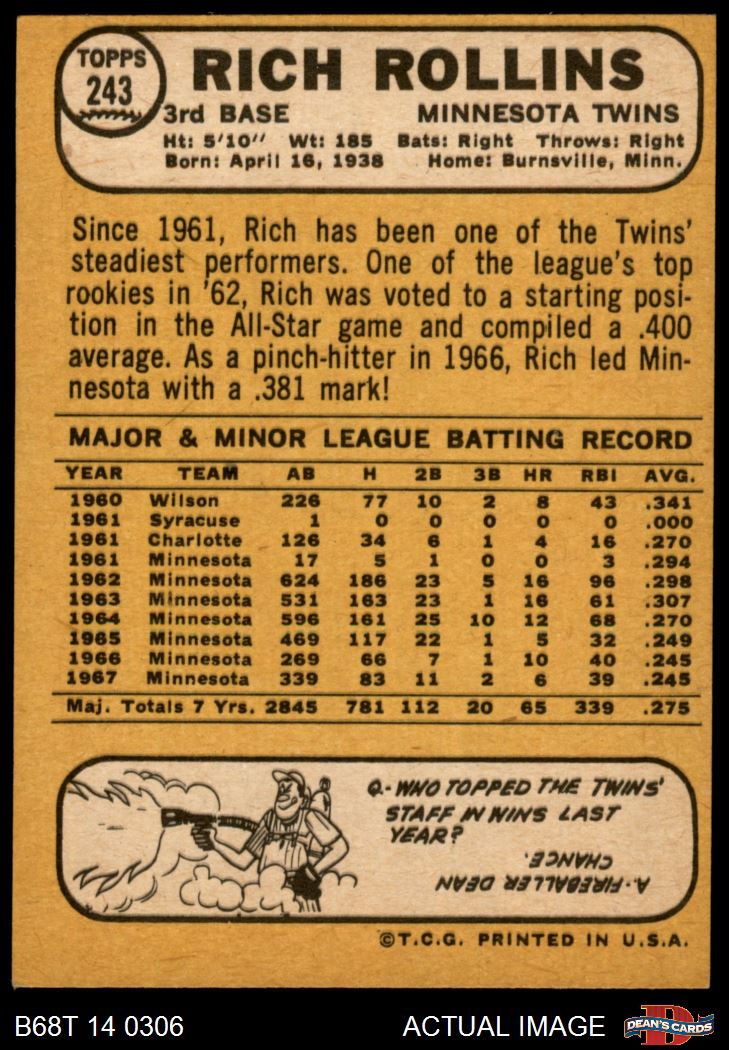 TOPPS
243
RICH ROLLINS
3rd BASE MINNESOTA TWINS
Ht: 5'10" Wt: 185 Bats: Right Throws: Right
Born: April 16, 1938 Home: Burnsville, Minn.
Since 1961, Rich has been one of the Twins'
steadiest performers. One of the league's top
rookies in '62, Rich was voted to a starting posi-
tion in the All-Star game and compiled a .400
average. As a pinch-hitter in 1966, Rich led Min-
nesota with a .381 mark!
MAJOR & MINOR LEAGUE BATTING RECORD
YEAR TEAM AB H 2B 3B HR RBI AVG.
1960 Wilson 226 77 10 2 8 43 .341
1961 Syracuse 1 0 0 0 0 0 .000
1961 Charlotte 126 34 6 1 4 16 .270
1961 Minnesota 17 5 1 0 0 3 .294
1962 Minnesota 624 186 23 5 16 96 .298
1963 Minnesota 531 163 23 1 16 61 .307
1964 Minnesota 596 161 25 10 12 68 .270
1965 Minnesota 469 117 22 1 5 32 .249
1966 Minnesota 269 66 7 1 10 40 .245
1967 Minnesota 339 83 11 2 6 39 .245
Maj. Totals 7 Yrs. 2845 781 112 20 65 339 .275
Q.-WHO TOPPED THE TWINS'
STAFF IN WINS LAST
YEAR?
A.-FIREBALLER DEAN
CHANCE.
©T.C.G. PRINTED IN U.S.A.
B68T 14 0306 ACTUAL IMAGE
DEAN'S CARDS